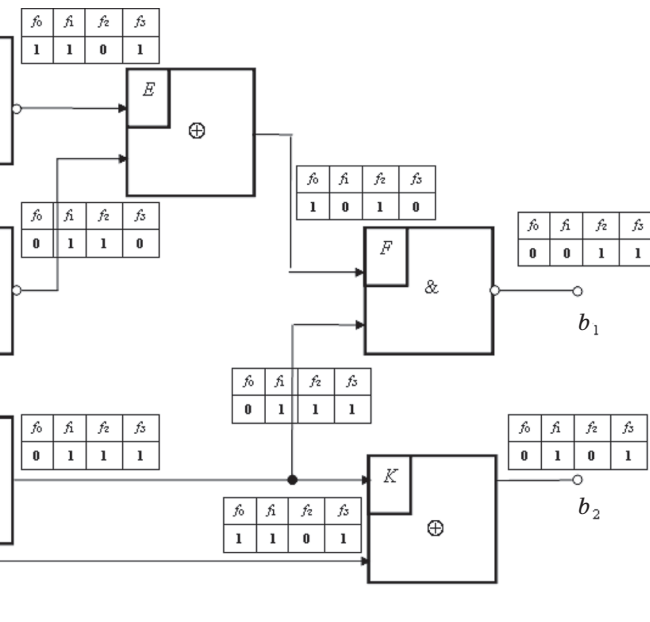 f₀ f₁ f₂ f₃
1 1 0 1
E
⊕
f₀ f₁ f₂ f₃
1 0 1 0
f₀ f₁ f₂ f₃
0 1 1 0
f₀ f₁ f₂ f₃
0 0 1 1
F
&
b₁
f₀ f₁ f₂ f₃
0 1 1 1
f₀ f₁ f₂ f₃
0 1 1 1
f₀ f₁ f₂ f₃
0 1 0 1
K
⊕
b₂
f₀ f₁ f₂ f₃
1 1 0 1